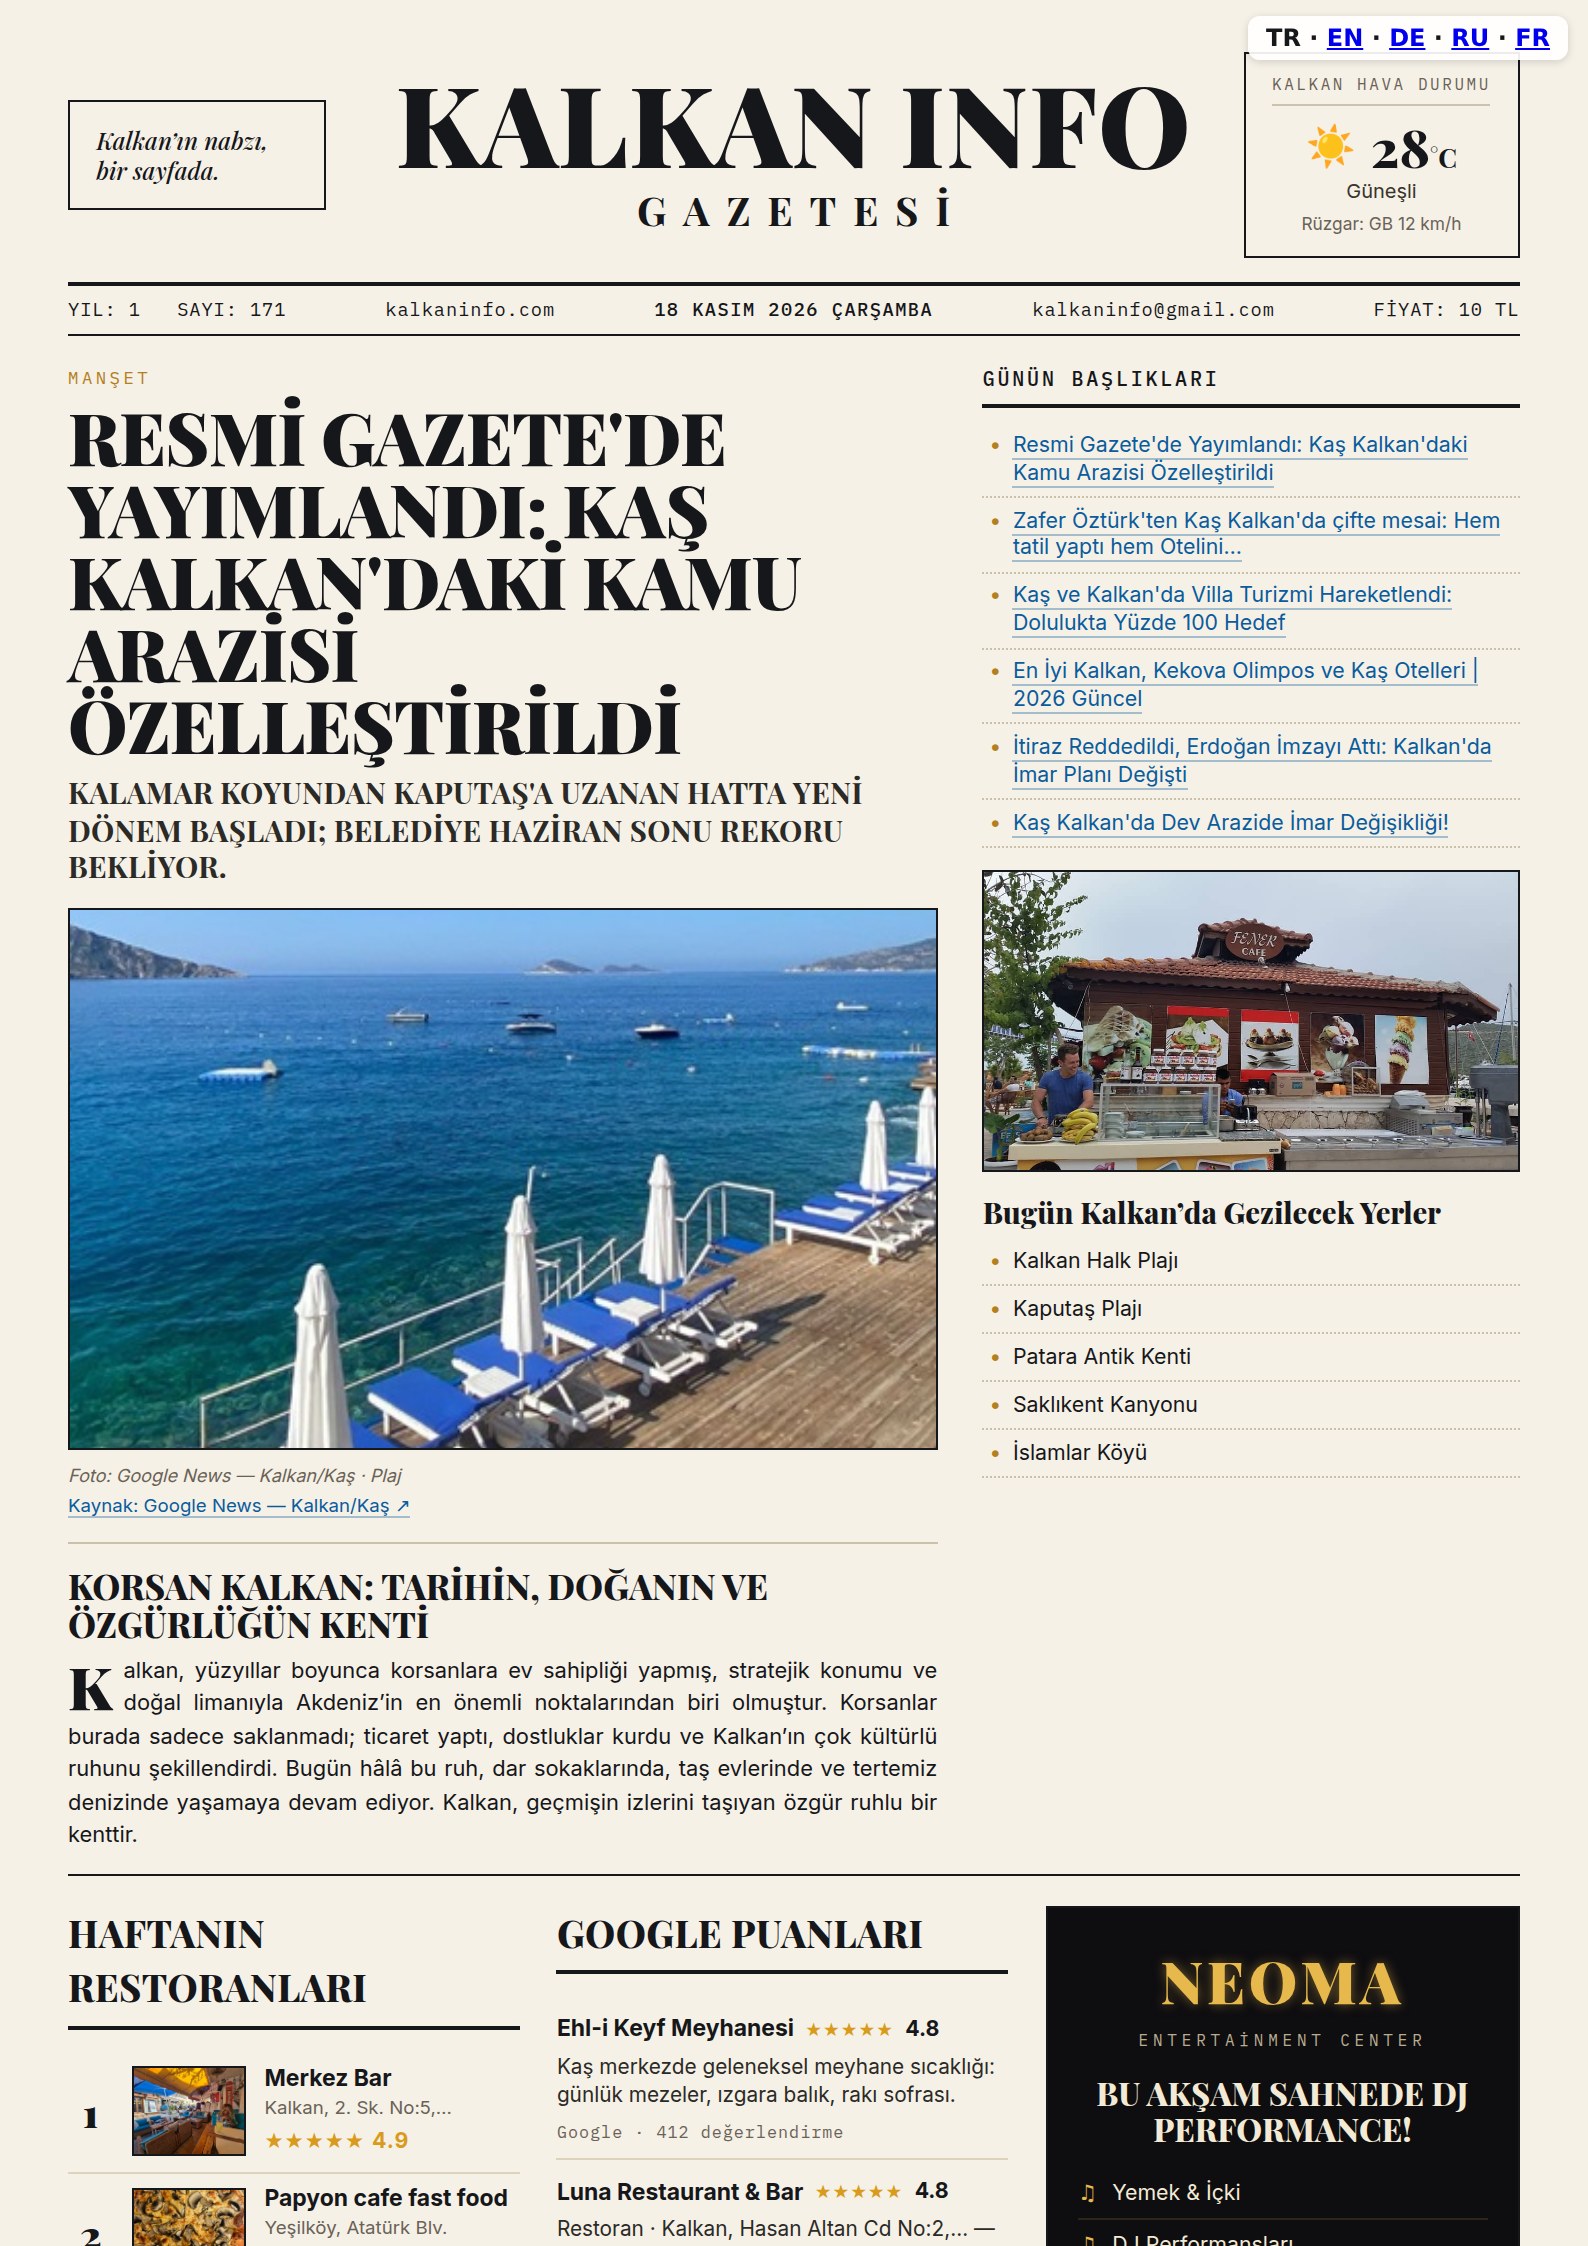 TR · EN · DE · RU · FR
Kalkan’ın nabzı,
bir sayfada.
KALKAN INFO
GAZETESİ
KALKAN HAVA DURUMU
28°C
Güneşli
Rüzgar: GB 12 km/h
YIL: 1 SAYI: 171 kalkaninfo.com 18 KASIM 2026 ÇARŞAMBA kalkaninfo@gmail.com FİYAT: 10 TL
MANŞET
RESMİ GAZETE'DE
YAYIMLANDI: KAŞ
KALKAN'DAKİ KAMU
ARAZİSİ
ÖZELLEŞTİRİLDİ
KALAMAR KOYUNDAN KAPUTAŞ'A UZANAN HATTA YENİ
DÖNEM BAŞLADI; BELEDİYE HAZİRAN SONU REKORU
BEKLİYOR.
Foto: Google News — Kalkan/Kaş · Plaj
Kaynak: Google News — Kalkan/Kaş ↗
KORSAN KALKAN: TARİHİN, DOĞANIN VE
ÖZGÜRLÜĞÜN KENTİ
Kalkan, yüzyıllar boyunca korsanlara ev sahipliği yapmış, stratejik konumu ve
doğal limanıyla Akdeniz’in en önemli noktalarından biri olmuştur. Korsanlar
burada sadece saklanmadı; ticaret yaptı, dostluklar kurdu ve Kalkan’ın çok kültürlü
ruhunu şekillendirdi. Bugün hâlâ bu ruh, dar sokaklarında, taş evlerinde ve tertemiz
denizinde yaşamaya devam ediyor. Kalkan, geçmişin izlerini taşıyan özgür ruhlu bir
kenttir.
GÜNÜN BAŞLIKLARI
• Resmi Gazete'de Yayımlandı: Kaş Kalkan'daki
Kamu Arazisi Özelleştirildi
• Zafer Öztürk'ten Kaş Kalkan'da çifte mesai: Hem
tatil yaptı hem Otelini...
• Kaş ve Kalkan'da Villa Turizmi Hareketlendi:
Dolulukta Yüzde 100 Hedef
• En İyi Kalkan, Kekova Olimpos ve Kaş Otelleri |
2026 Güncel
• İtiraz Reddedildi, Erdoğan İmzayı Attı: Kalkan'da
İmar Planı Değişti
• Kaş Kalkan'da Dev Arazide İmar Değişikliği!
FENER
CAFE
Bugün Kalkan’da Gezilecek Yerler
• Kalkan Halk Plajı
• Kaputaş Plajı
• Patara Antik Kenti
• Saklıkent Kanyonu
• İslamlar Köyü
HAFTANIN
RESTORANLARI
1
Merkez Bar
Kalkan, 2. Sk. No:5,...
★★★★★ 4.9
2
Papyon cafe fast food
Yeşilköy, Atatürk Blv.
GOOGLE PUANLARI
Ehl-i Keyf Meyhanesi ★★★★★ 4.8
Kaş merkezde geleneksel meyhane sıcaklığı:
günlük mezeler, ızgara balık, rakı sofrası.
Google · 412 değerlendirme
Luna Restaurant & Bar ★★★★★ 4.8
Restoran · Kalkan, Hasan Altan Cd No:2,... —
NEOMA
ENTERTAİNMENT CENTER
BU AKŞAM SAHNEDE DJ
PERFORMANCE!
♫ Yemek & İçki
♫ DJ Performansları